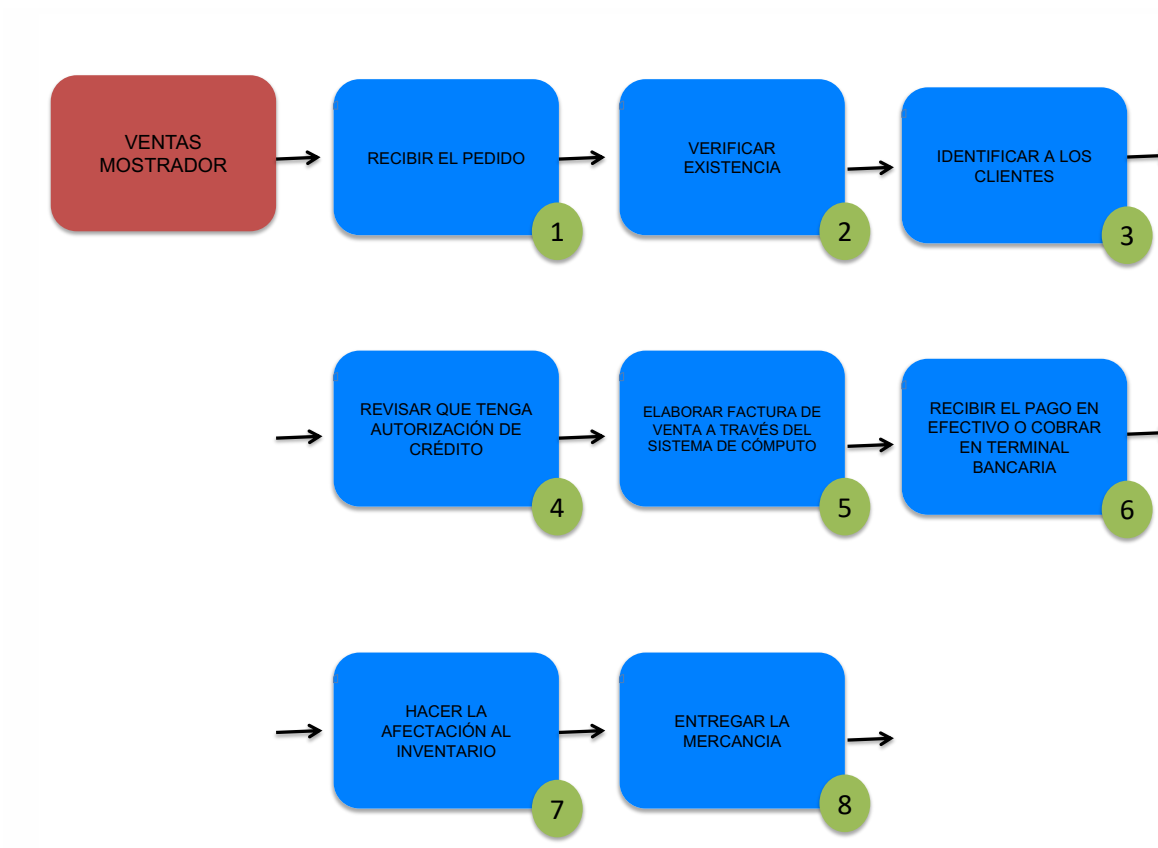 VENTAS
MOSTRADOR
RECIBIR EL PEDIDO
1
VERIFICAR
EXISTENCIA
2
IDENTIFICAR A LOS
CLIENTES
3
REVISAR QUE TENGA
AUTORIZACIÓN DE
CRÉDITO
4
ELABORAR FACTURA DE
VENTA A TRAVÉS DEL
SISTEMA DE CÓMPUTO
5
RECIBIR EL PAGO EN
EFECTIVO O COBRAR
EN TERMINAL
BANCARIA
6
HACER LA
AFECTACIÓN AL
INVENTARIO
7
ENTREGAR LA
MERCANCIA
8